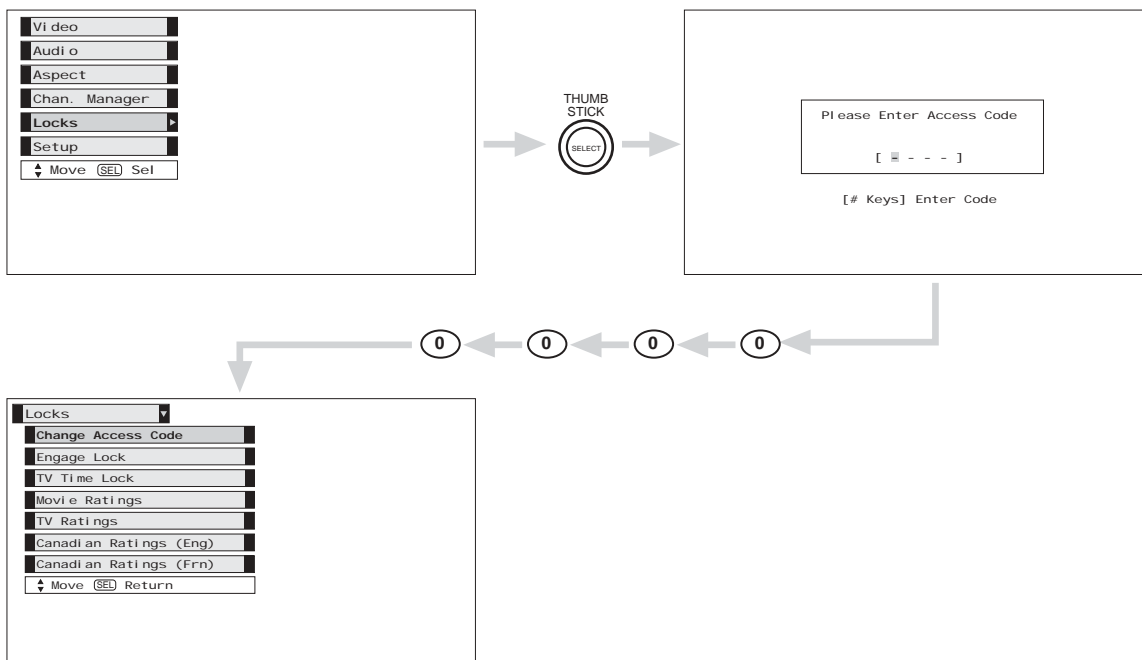 Video
Audio
Aspect
Chan. Manager
Locks
Setup
Move SEL Sel
THUMB
STICK
SELECT
Please Enter Access Code
[ - - - - ]
[# Keys] Enter Code
0 0 0 0
Locks
Change Access Code
Engage Lock
TV Time Lock
Movie Ratings
TV Ratings
Canadian Ratings (Eng)
Canadian Ratings (Frn)
Move SEL Return